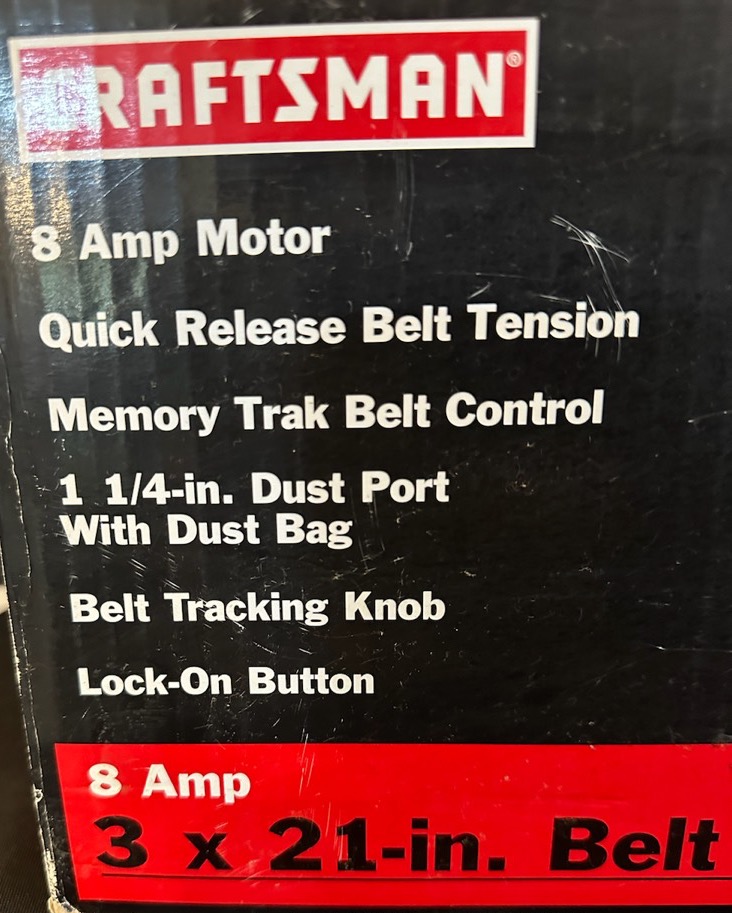 CRAFTSMAN®
8 Amp Motor
Quick Release Belt Tension
Memory Trak Belt Control
1 1/4-in. Dust Port
With Dust Bag
Belt Tracking Knob
Lock-On Button
8 Amp
3 x 21-in. Belt